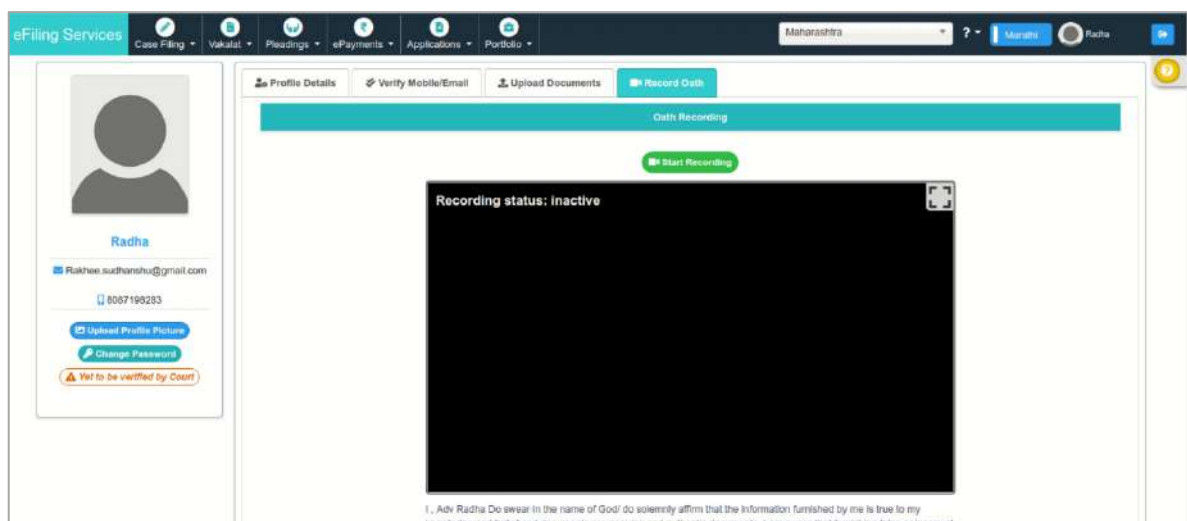 eFiling Services
Case Filing
Vakalat
Pleadings
ePayments
Applications
Portfolio
Maharashtra
?
Marathi
Radha
?
Profile Details
Verify Mobile/Email
Upload Documents
Record Oath
Oath Recording
Start Recording
Recording status: inactive
Radha
Rakhee.sudhanshu@gmail.com
8087198283
Upload Profile Picture
Change Password
Yet to be verified by Court
I , Adv Radha Do swear in the name of God/ do solemnly affirm that the information furnished by me is true to my